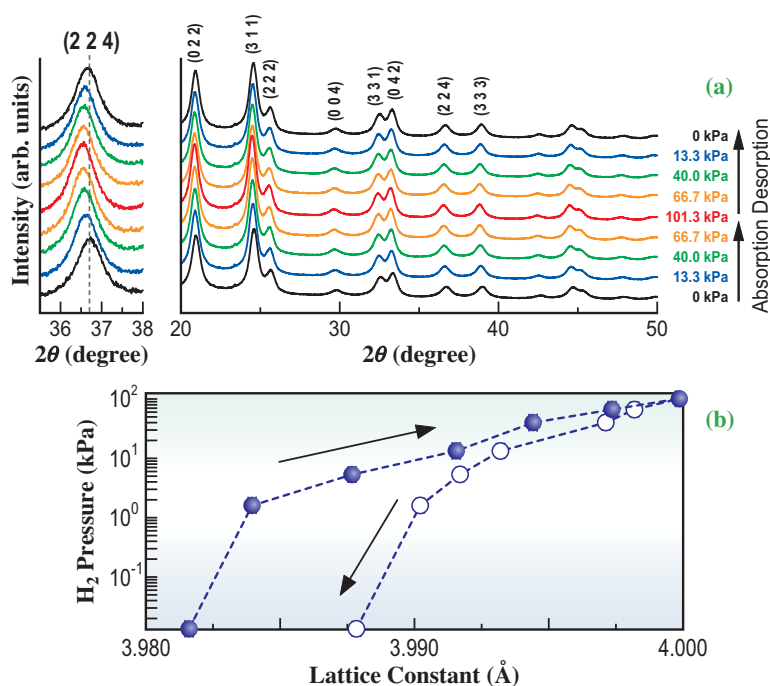 (2 2 4)
(0 2 2)
(3 1 1)
(2 2 2)
(0 0 4)
(3 3 1)
(0 4 2)
(2 2 4)
(3 3 3)
(a)
Intensity (arb. units)
0 kPa
13.3 kPa
40.0 kPa
66.7 kPa
101.3 kPa
66.7 kPa
40.0 kPa
13.3 kPa
0 kPa
Absorption Desorption
36 37 38
2θ (degree)
20 30 40 50
2θ (degree)
(b)
H2 Pressure (kPa)
10^2
10^1
10^0
10^-1
3.980 3.990 4.000
Lattice Constant (Å)